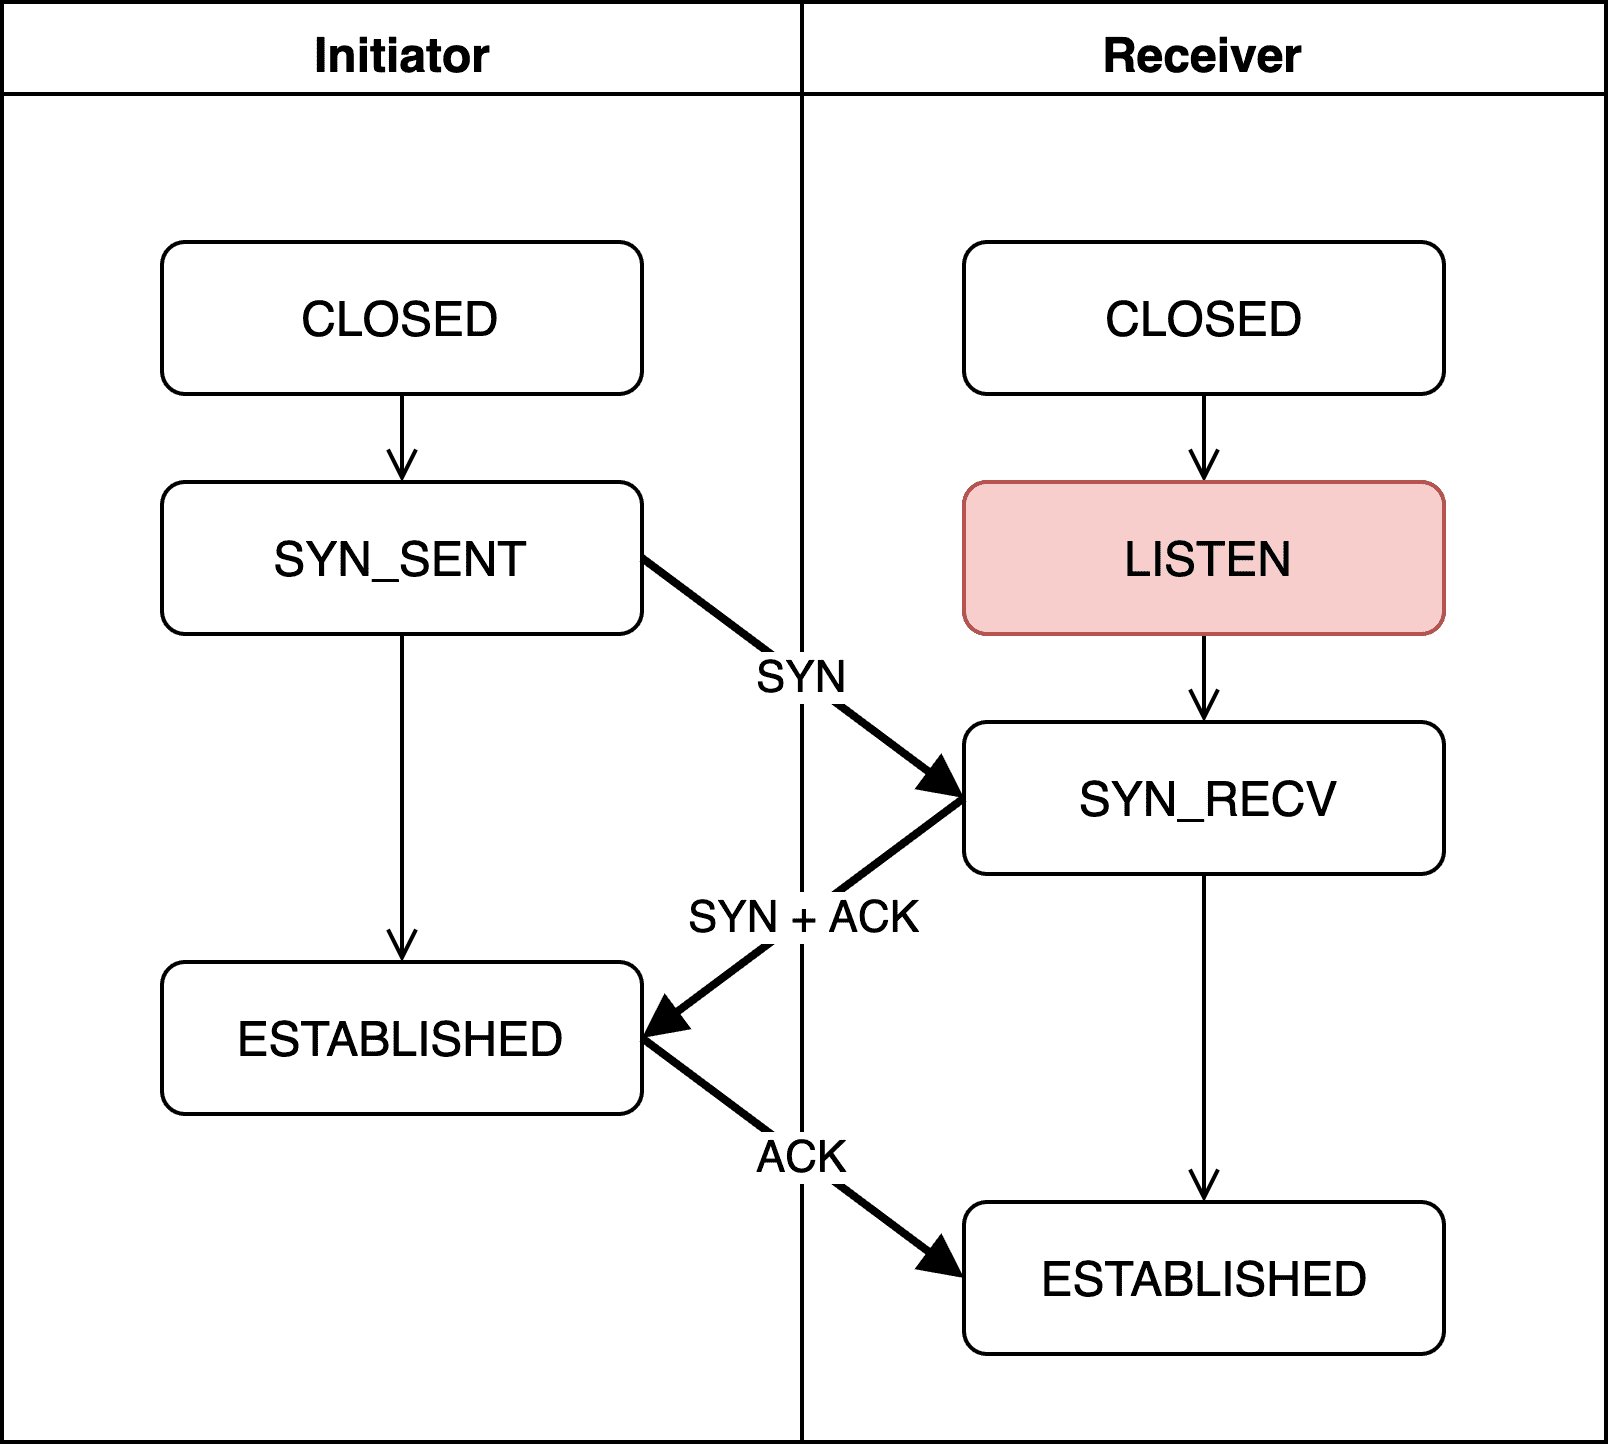 Initiator
Receiver
CLOSED
CLOSED
SYN_SENT
LISTEN
SYN
SYN_RECV
SYN + ACK
ESTABLISHED
ACK
ESTABLISHED